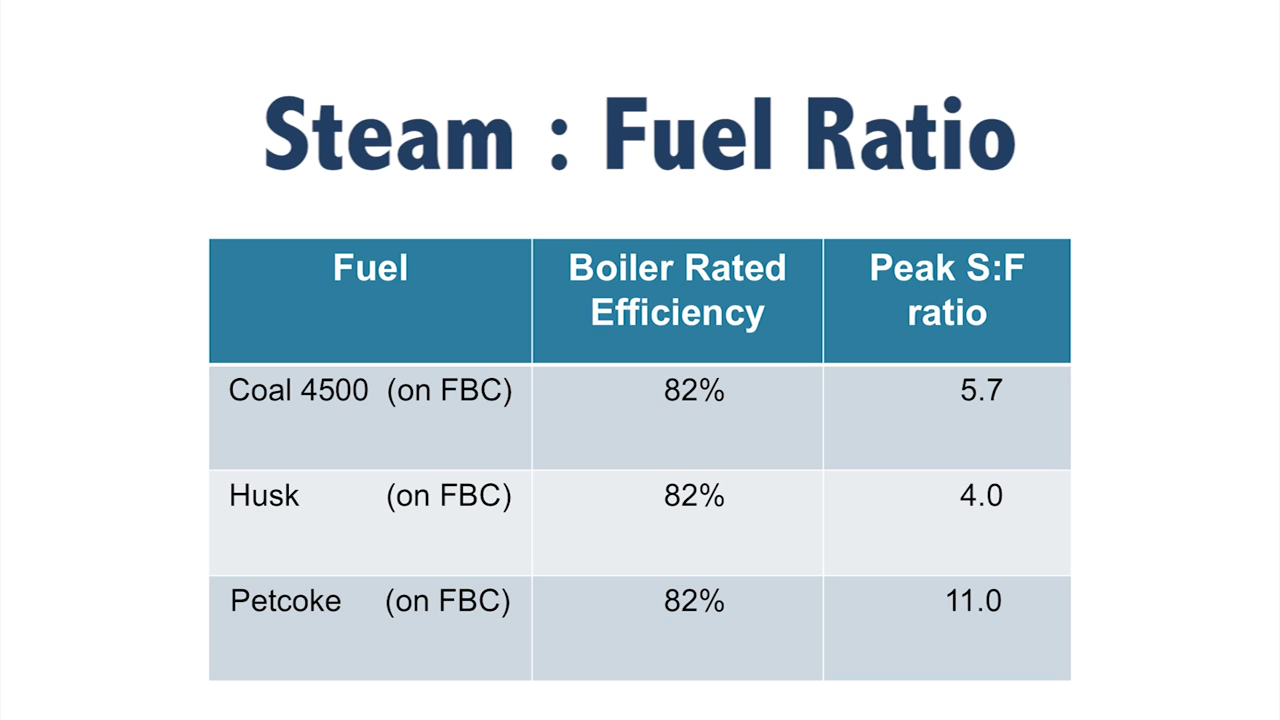 Steam : Fuel Ratio
Fuel Boiler Rated Efficiency Peak S:F ratio
Coal 4500 (on FBC) 82% 5.7
Husk (on FBC) 82% 4.0
Petcoke (on FBC) 82% 11.0